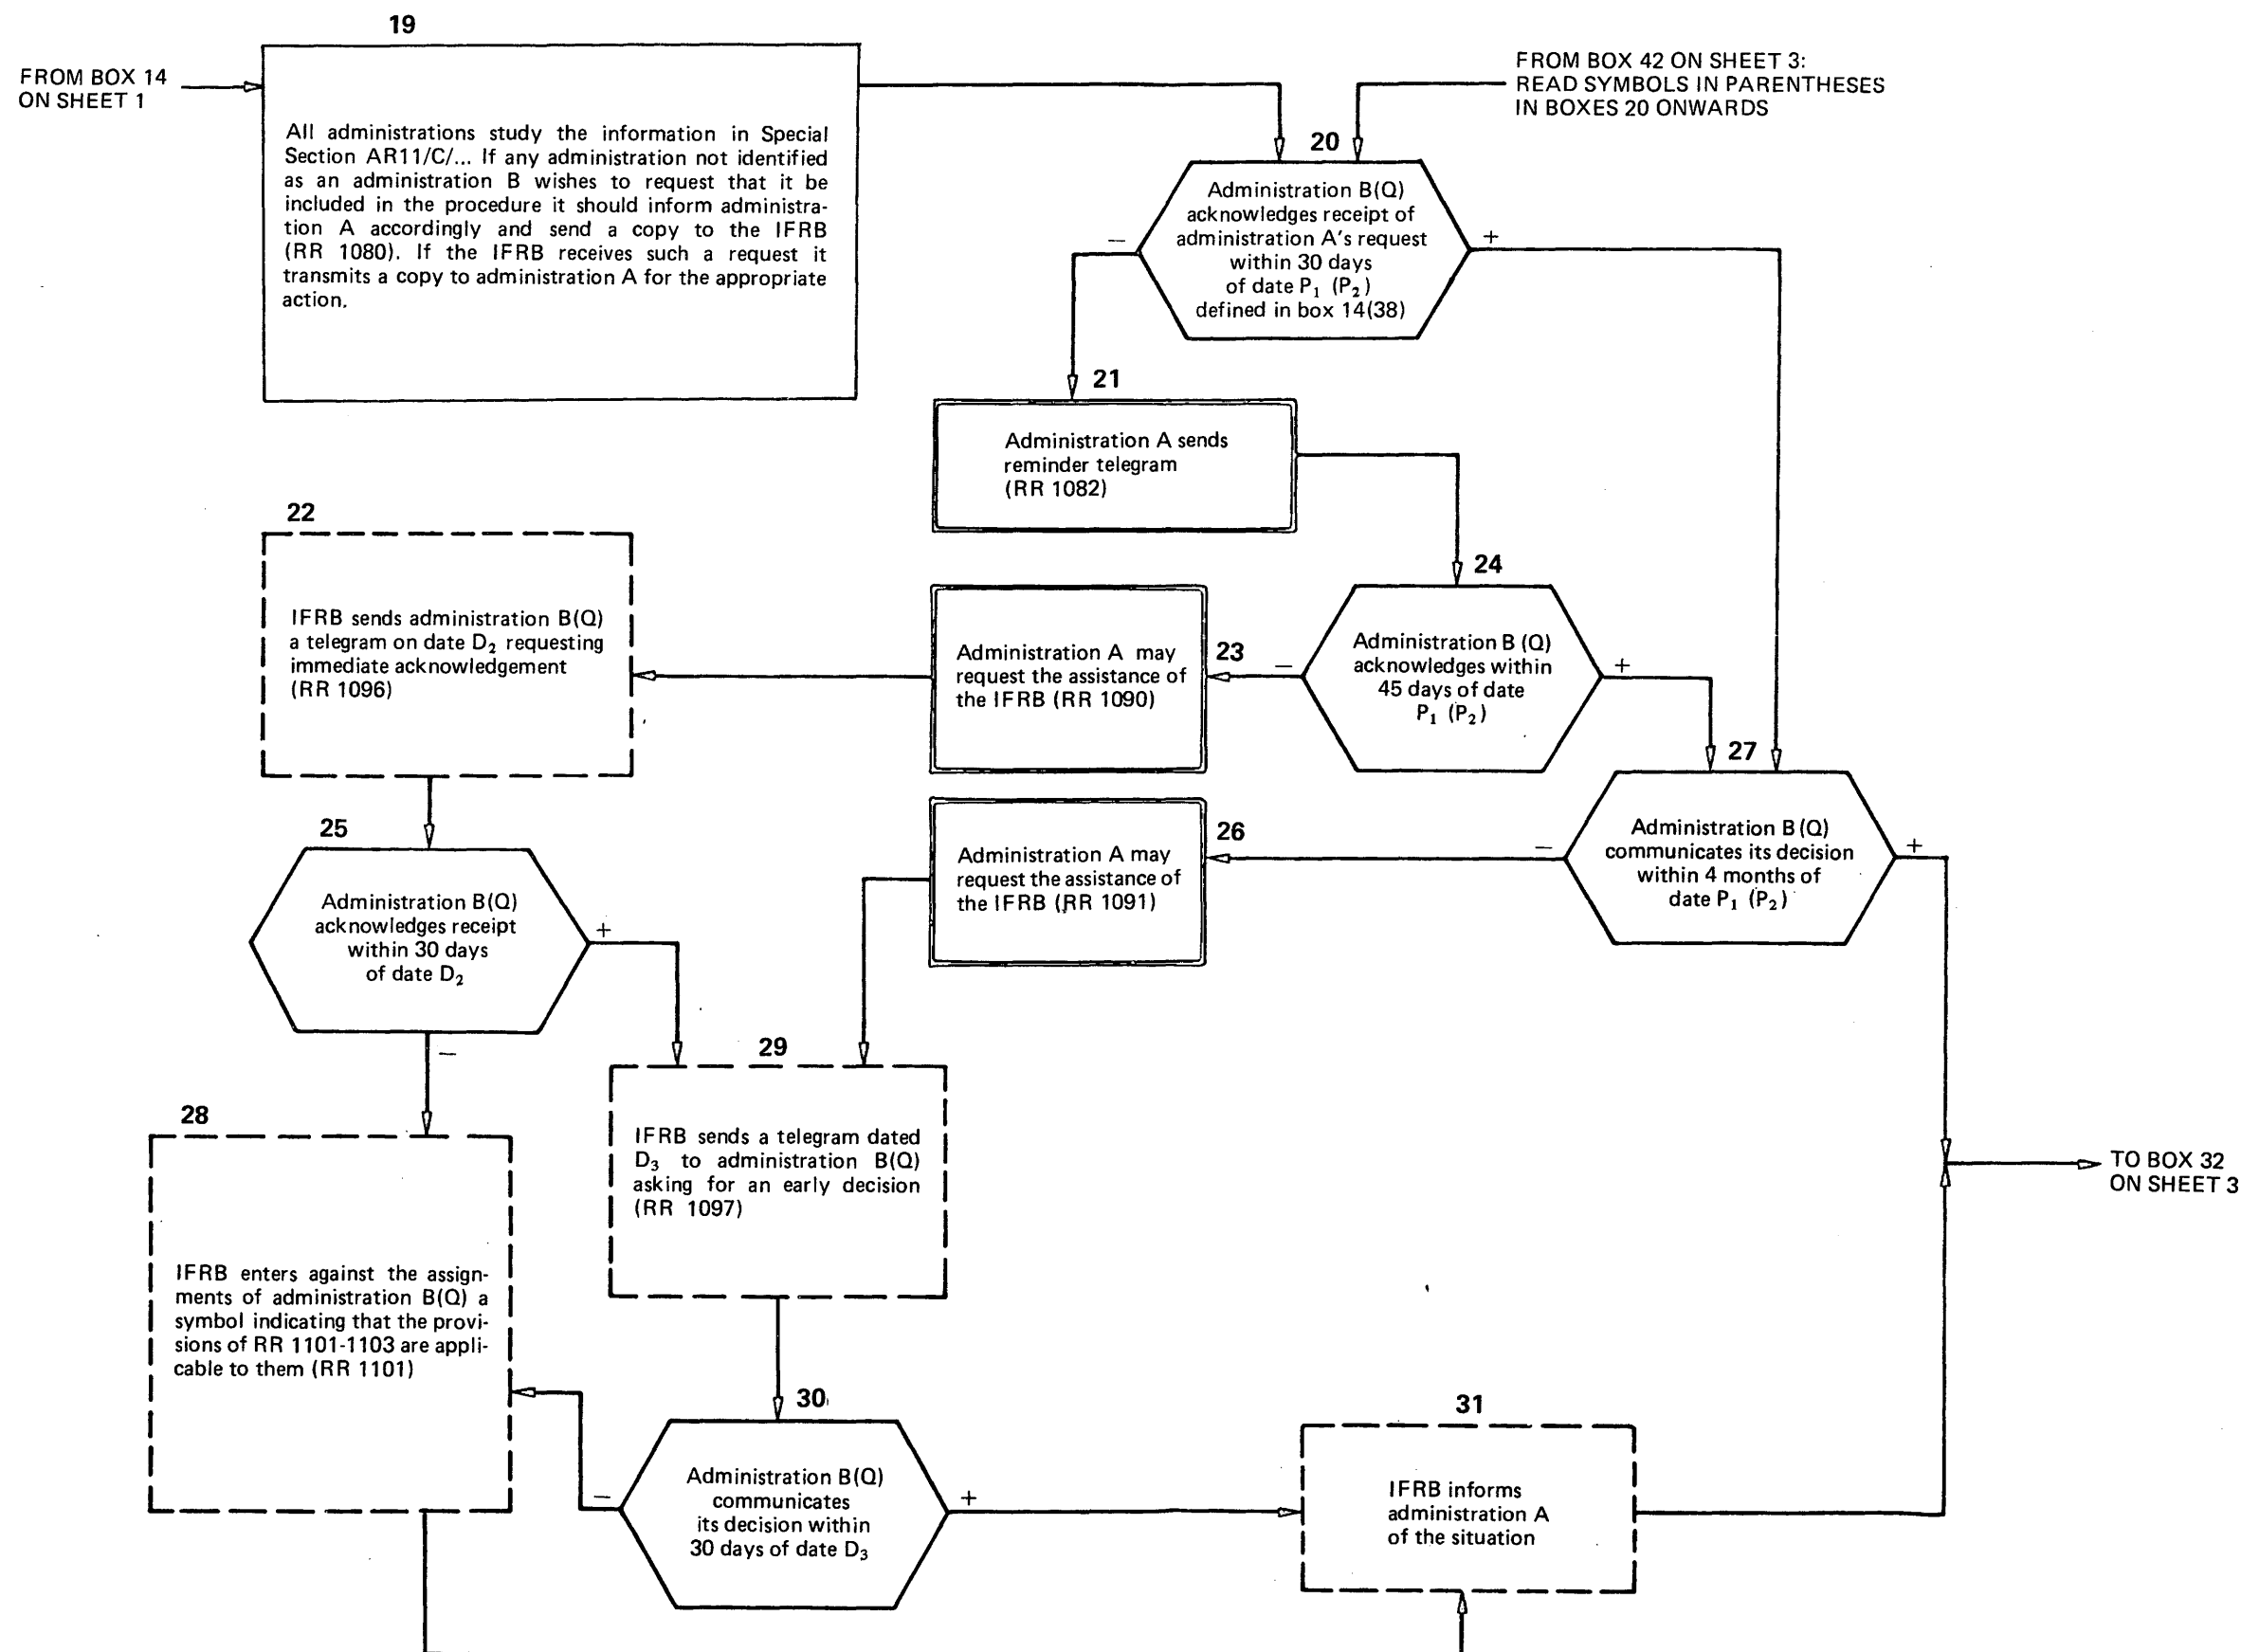 19
FROM BOX 14
ON SHEET 1
All administrations study the information in Special
Section AR11/C/... If any administration not identified
as an administration B wishes to request that it be
included in the procedure it should inform administra-
tion A accordingly and send a copy to the IFRB
(RR 1080). If the IFRB receives such a request it
transmits a copy to administration A for the appropriate
action.
FROM BOX 42 ON SHEET 3:
READ SYMBOLS IN PARENTHESES
IN BOXES 20 ONWARDS
20
Administration B(Q)
acknowledges receipt of
administration A's request
within 30 days
of date P₁ (P₂)
defined in box 14(38)
−
+
21
Administration A sends
reminder telegram
(RR 1082)
22
IFRB sends administration B(Q)
a telegram on date D₂ requesting
immediate acknowledgement
(RR 1096)
23
Administration A may
request the assistance of
the IFRB (RR 1090)
24
Administration B (Q)
acknowledges within
45 days of date
P₁ (P₂)
−
+
25
Administration B(Q)
acknowledges receipt
within 30 days
of date D₂
+
−
26
Administration A may
request the assistance of
the IFRB (RR 1091)
27
Administration B (Q)
communicates its decision
within 4 months of
date P₁ (P₂)
−
+
28
IFRB enters against the assign-
ments of administration B(Q) a
symbol indicating that the provi-
sions of RR 1101-1103 are appli-
cable to them (RR 1101)
29
IFRB sends a telegram dated
D₃ to administration B(Q)
asking for an early decision
(RR 1097)
TO BOX 32
ON SHEET 3
30
Administration B(Q)
communicates
its decision within
30 days of date D₃
−
+
31
IFRB informs
administration A
of the situation